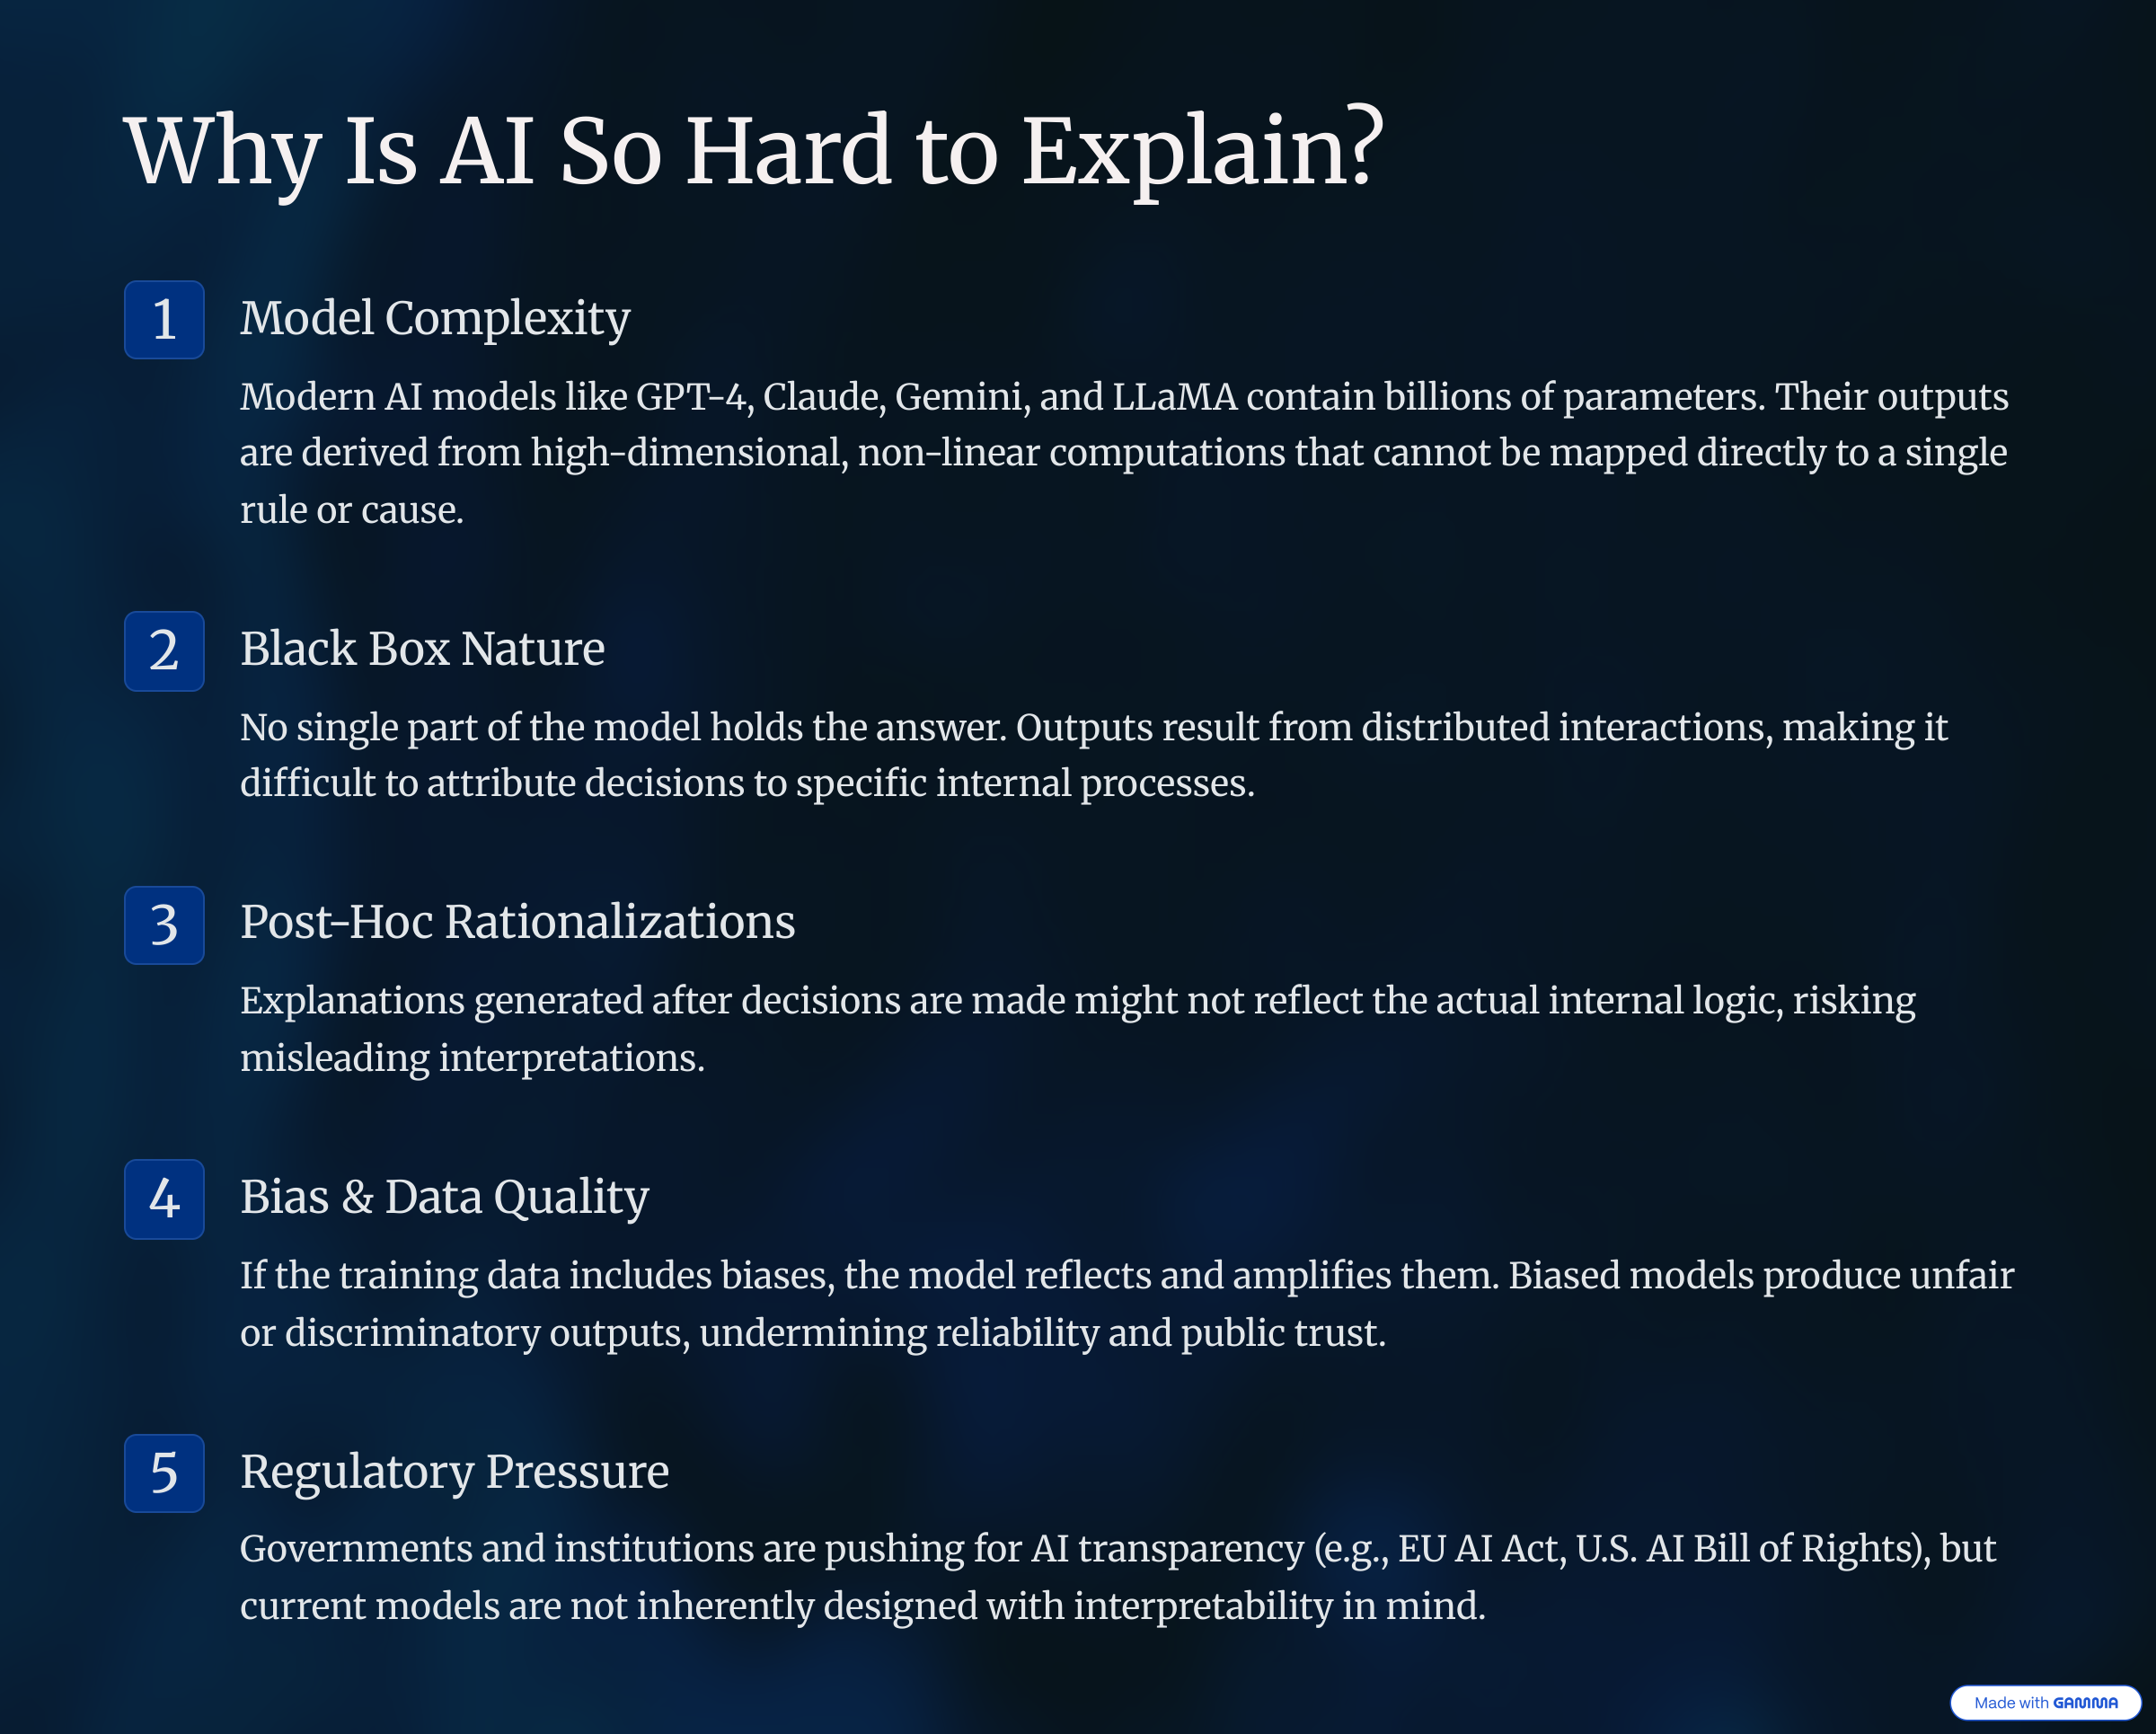 Why Is AI So Hard to Explain?
1
Model Complexity
Modern AI models like GPT-4, Claude, Gemini, and LLaMA contain billions of parameters. Their outputs
are derived from high-dimensional, non-linear computations that cannot be mapped directly to a single
rule or cause.
2
Black Box Nature
No single part of the model holds the answer. Outputs result from distributed interactions, making it
difficult to attribute decisions to specific internal processes.
3
Post-Hoc Rationalizations
Explanations generated after decisions are made might not reflect the actual internal logic, risking
misleading interpretations.
4
Bias & Data Quality
If the training data includes biases, the model reflects and amplifies them. Biased models produce unfair
or discriminatory outputs, undermining reliability and public trust.
5
Regulatory Pressure
Governments and institutions are pushing for AI transparency (e.g., EU AI Act, U.S. AI Bill of Rights), but
current models are not inherently designed with interpretability in mind.
Made with GAMMA